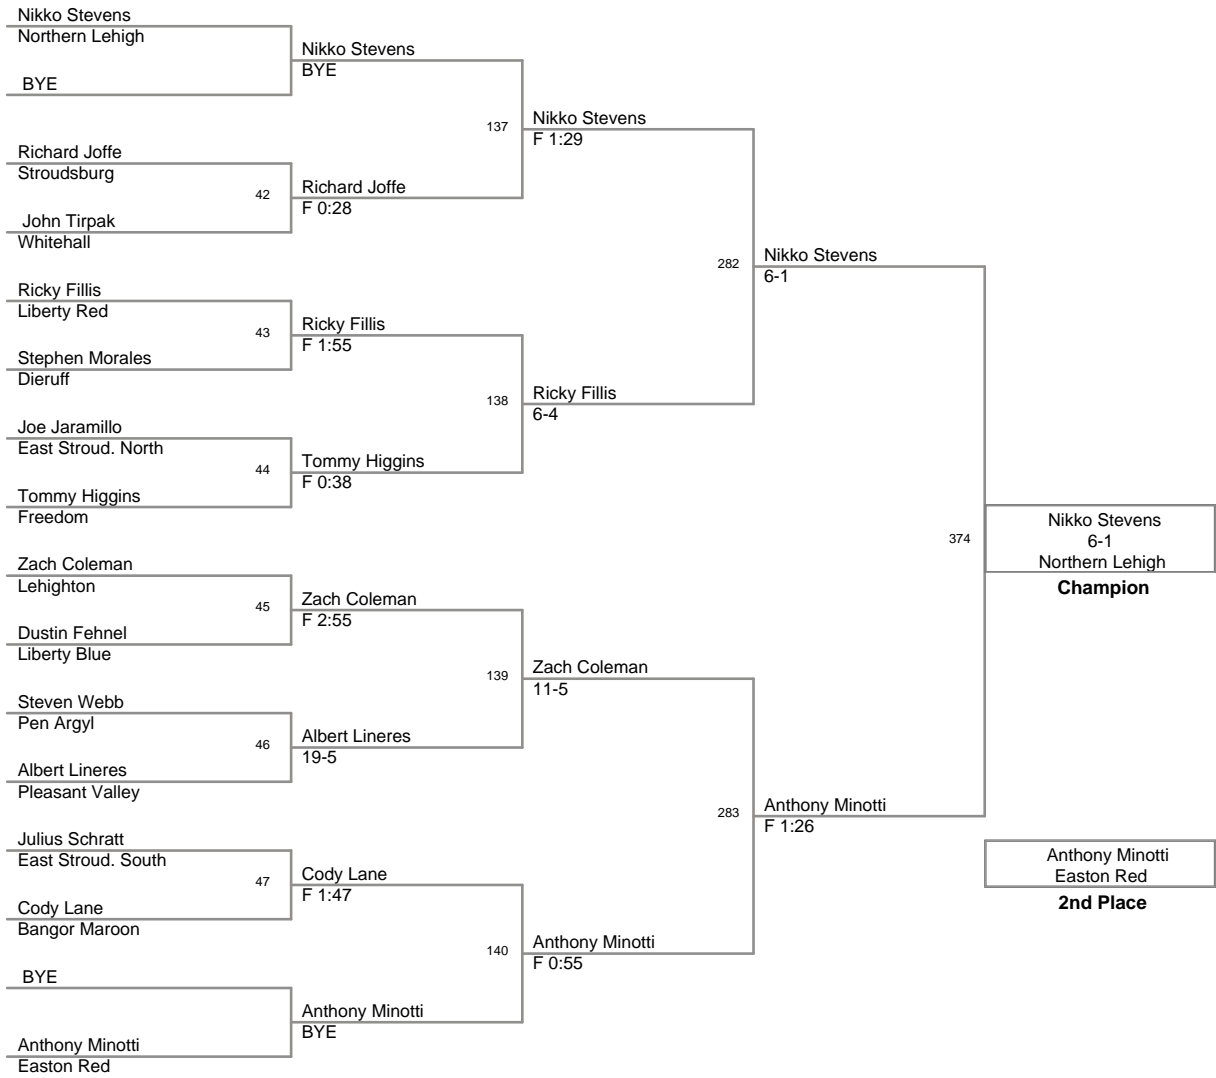 Nikko Stevens
Northern Lehigh
BYE
Richard Joffe
Stroudsburg
John Tirpak
Whitehall
Ricky Fillis
Liberty Red
Stephen Morales
Dieruff
Joe Jaramillo
East Stroud. North
Tommy Higgins
Freedom
Zach Coleman
Lehighton
Dustin Fehnel
Liberty Blue
Steven Webb
Pen Argyl
Albert Lineres
Pleasant Valley
Julius Schratt
East Stroud. South
Cody Lane
Bangor Maroon
BYE
Anthony Minotti
Easton Red
42
43
44
45
46
47
Nikko Stevens
BYE
Richard Joffe
F 0:28
Ricky Fillis
F 1:55
Tommy Higgins
F 0:38
Zach Coleman
F 2:55
Albert Lineres
19-5
Cody Lane
F 1:47
Anthony Minotti
BYE
137
138
139
140
Nikko Stevens
F 1:29
Ricky Fillis
6-4
Zach Coleman
11-5
Anthony Minotti
F 0:55
282
283
Nikko Stevens
6-1
Anthony Minotti
F 1:26
374
Nikko Stevens
6-1
Northern Lehigh
Champion
Anthony Minotti
Easton Red
2nd Place